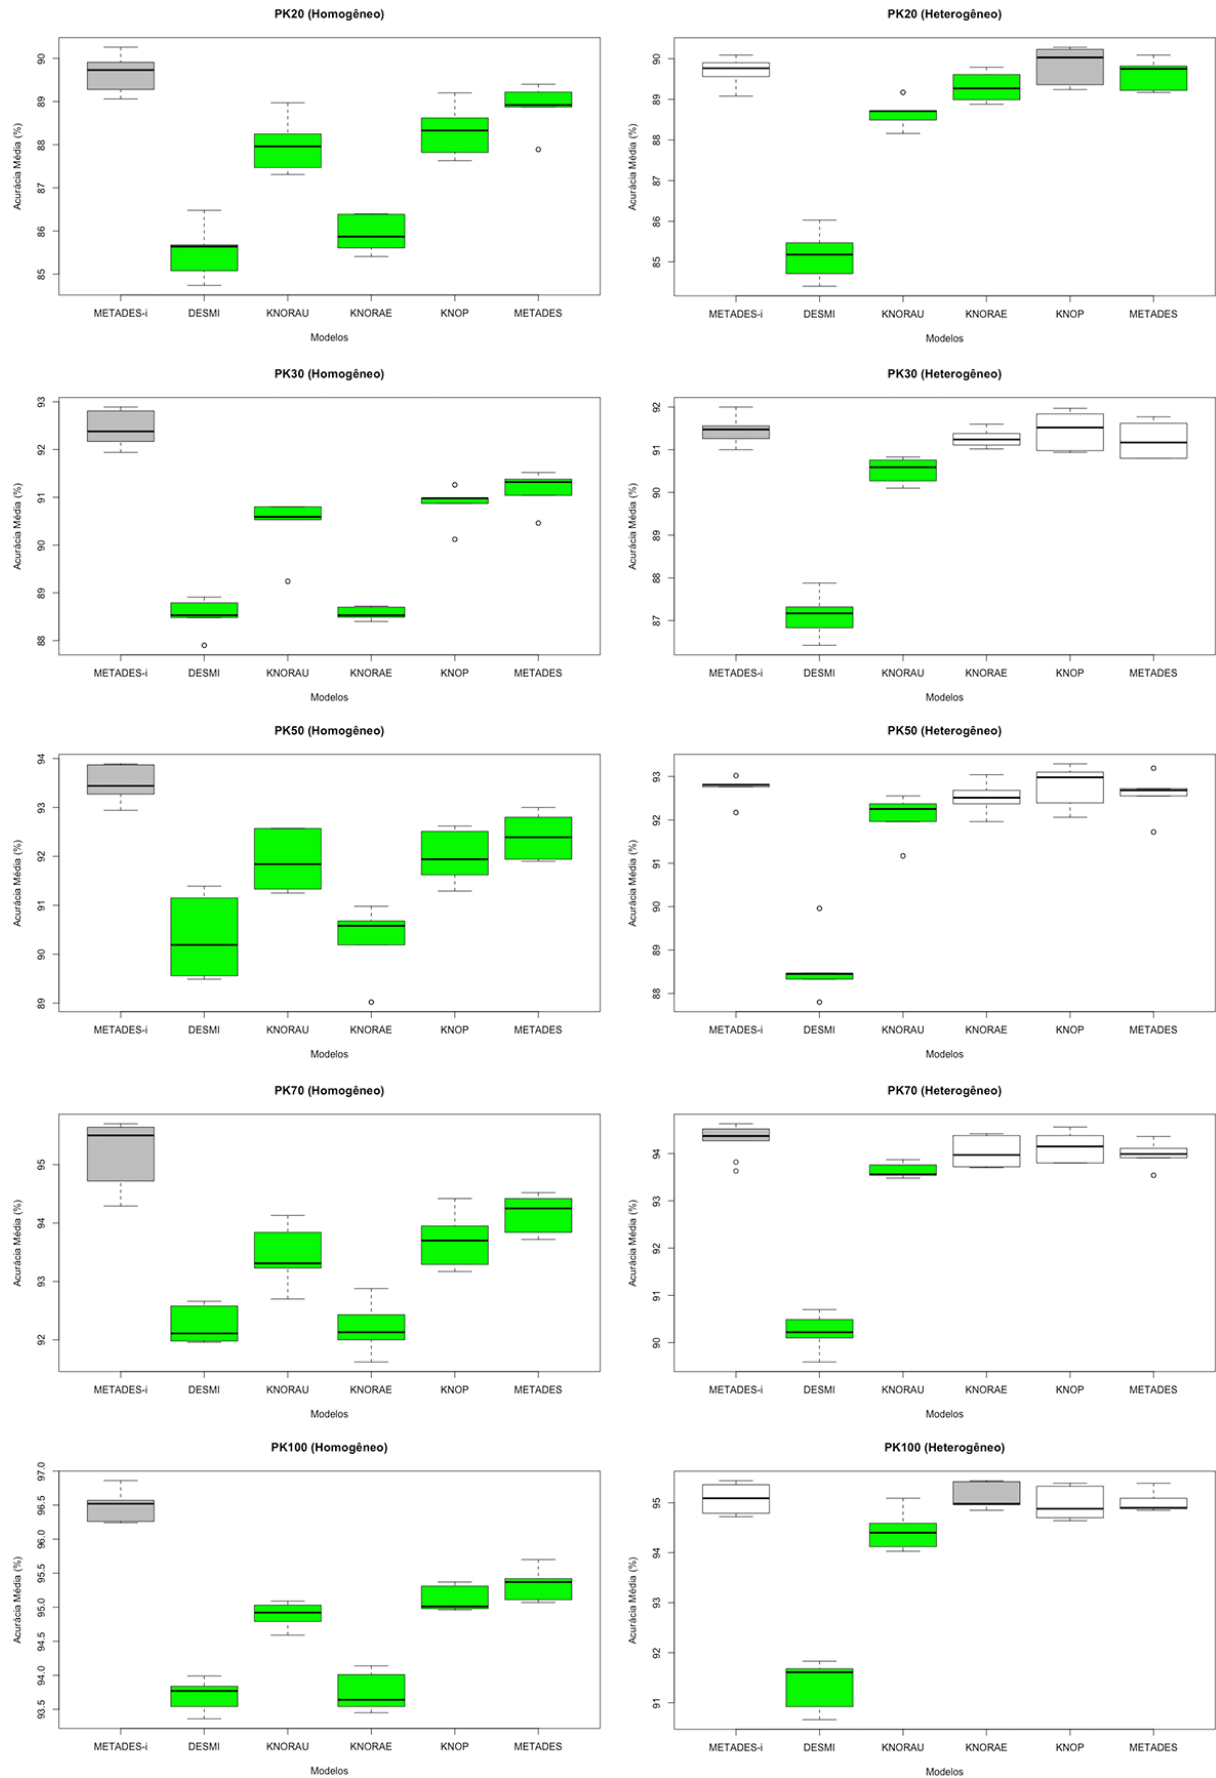 PK20 (Homogêneo)
Acurácia Média (%)
90
89
88
87
86
85
METADES-i DESMI KNORAU KNORAE KNOP METADES
Modelos
PK20 (Heterogêneo)
Acurácia Média (%)
90
89
88
87
86
85
METADES-i DESMI KNORAU KNORAE KNOP METADES
Modelos
PK30 (Homogêneo)
Acurácia Média (%)
93
92
91
90
89
88
METADES-i DESMI KNORAU KNORAE KNOP METADES
Modelos
PK30 (Heterogêneo)
Acurácia Média (%)
92
91
90
89
88
87
METADES-i DESMI KNORAU KNORAE KNOP METADES
Modelos
PK50 (Homogêneo)
Acurácia Média (%)
94
93
92
91
90
89
METADES-i DESMI KNORAU KNORAE KNOP METADES
Modelos
PK50 (Heterogêneo)
Acurácia Média (%)
93
92
91
90
89
88
METADES-i DESMI KNORAU KNORAE KNOP METADES
Modelos
PK70 (Homogêneo)
Acurácia Média (%)
95
94
93
92
METADES-i DESMI KNORAU KNORAE KNOP METADES
Modelos
PK70 (Heterogêneo)
Acurácia Média (%)
94
93
92
91
90
METADES-i DESMI KNORAU KNORAE KNOP METADES
Modelos
PK100 (Homogêneo)
Acurácia Média (%)
97.0
96.5
96.0
95.5
95.0
94.5
94.0
93.5
METADES-i DESMI KNORAU KNORAE KNOP METADES
Modelos
PK100 (Heterogêneo)
Acurácia Média (%)
95
94
93
92
91
METADES-i DESMI KNORAU KNORAE KNOP METADES
Modelos